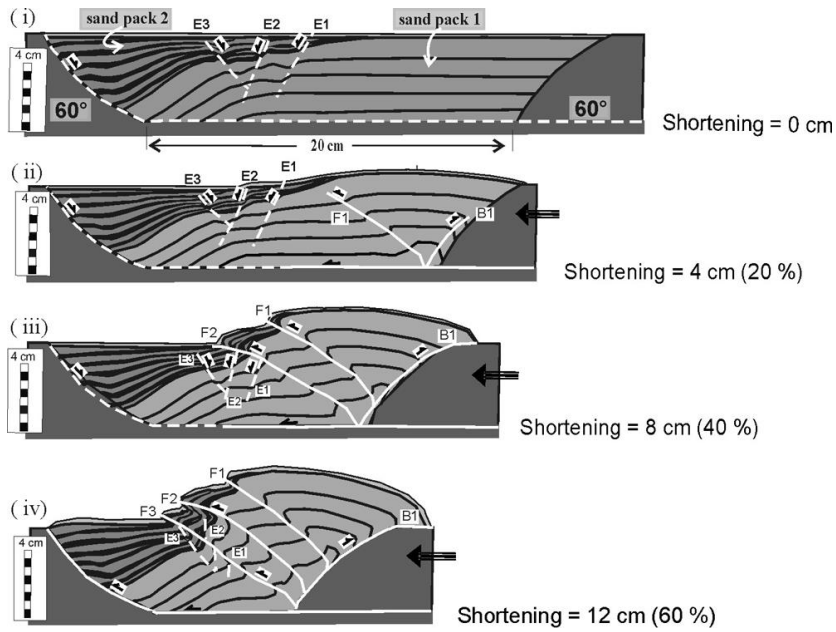 ( i )
sand pack 2
E3
E2
E1
sand pack 1
4 cm
60°
60°
20 cm
Shortening = 0 cm
( ii )
4 cm
E3
E2
E1
F1
B1
Shortening = 4 cm (20 %)
( iii )
4 cm
F2
F1
E3
E2
E1
B1
Shortening = 8 cm (40 %)
( iv )
4 cm
F3
F2
F1
E3
E2
E1
B1
Shortening = 12 cm (60 %)